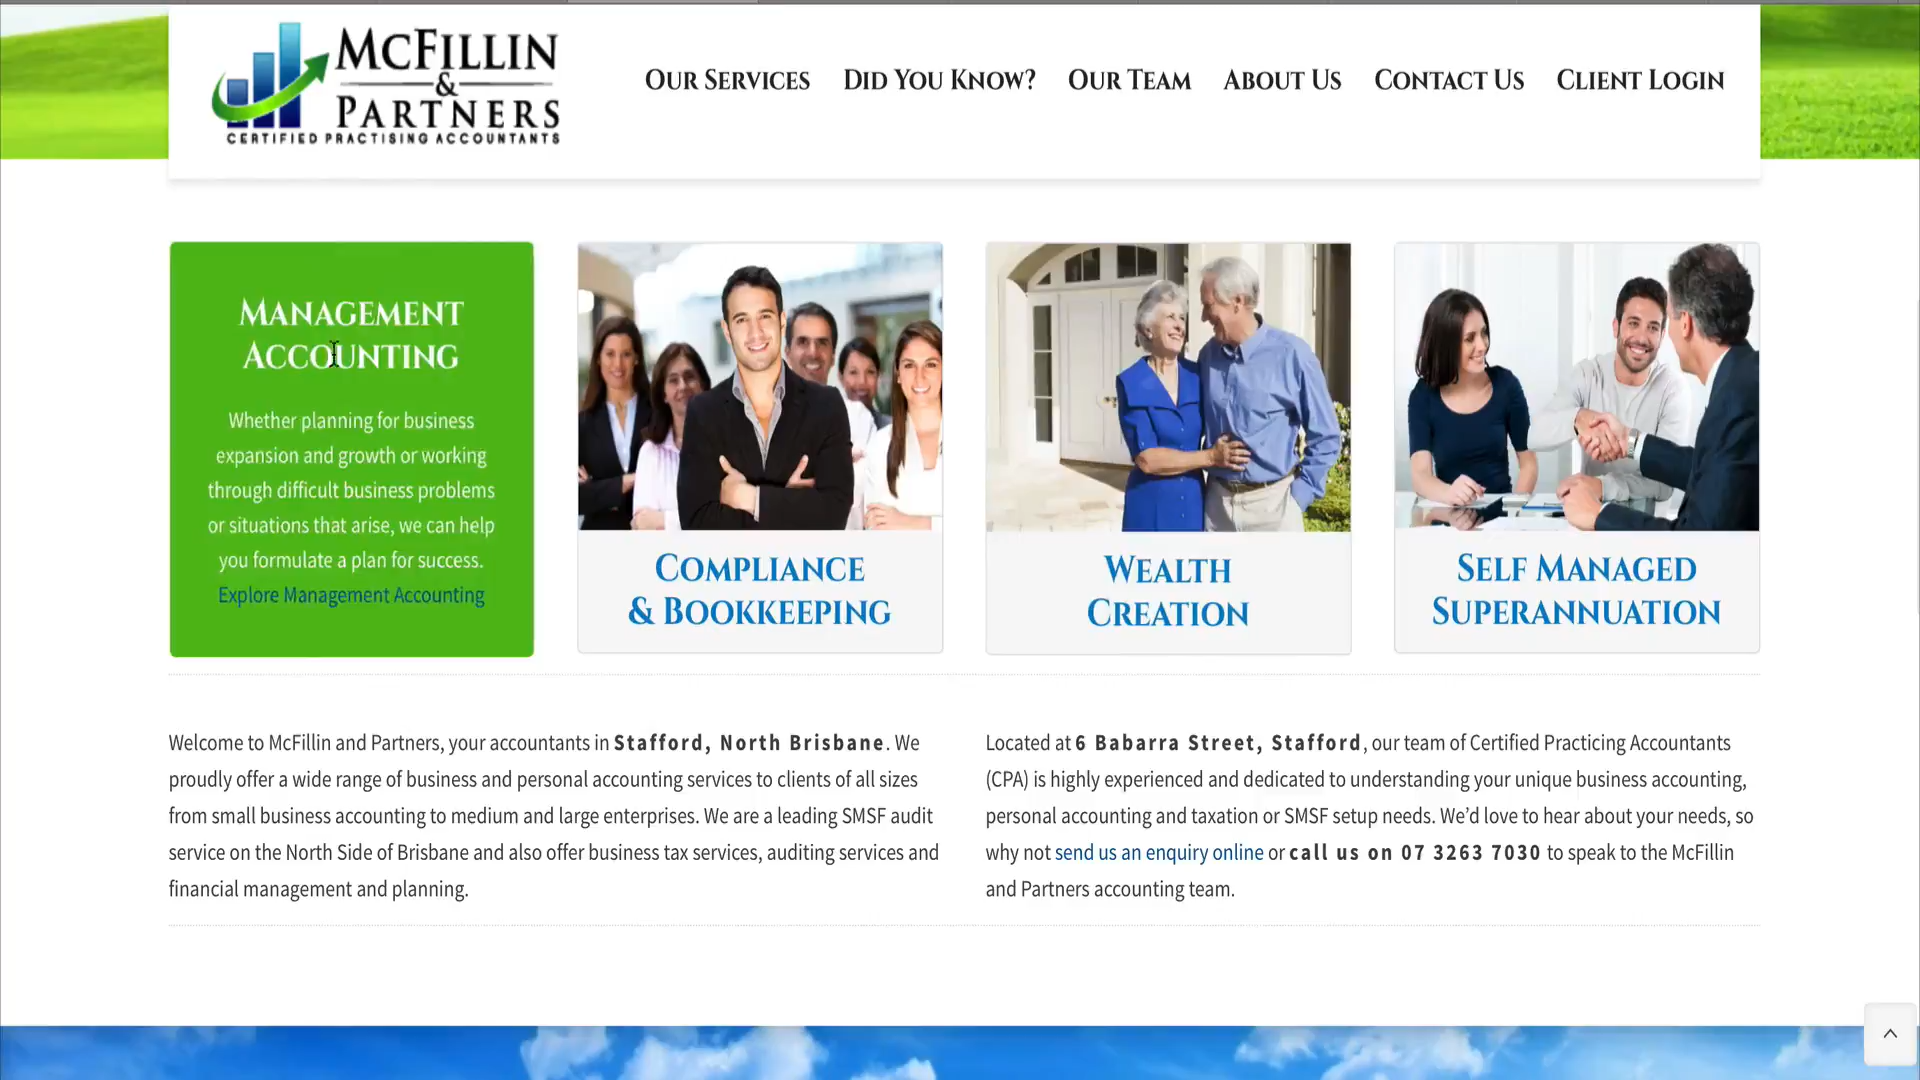 McFillin
&
Partners
Certified Practising Accountants
Our Services Did You Know? Our Team About Us Contact Us Client Login
Management
Accounting
Whether planning for business
expansion and growth or working
through difficult business problems
or situations that arise, we can help
you formulate a plan for success.
Explore Management Accounting
Compliance
& Bookkeeping
Wealth
Creation
Self Managed
Superannuation
Welcome to McFillin and Partners, your accountants in Stafford, North Brisbane. We
proudly offer a wide range of business and personal accounting services to clients of all sizes
from small business accounting to medium and large enterprises. We are a leading SMSF audit
service on the North Side of Brisbane and also offer business tax services, auditing services and
financial management and planning.
Located at 6 Babarra Street, Stafford, our team of Certified Practicing Accountants
(CPA) is highly experienced and dedicated to understanding your unique business accounting,
personal accounting and taxation or SMSF setup needs. We’d love to hear about your needs, so
why not send us an enquiry online or call us on 07 3263 7030 to speak to the McFillin
and Partners accounting team.